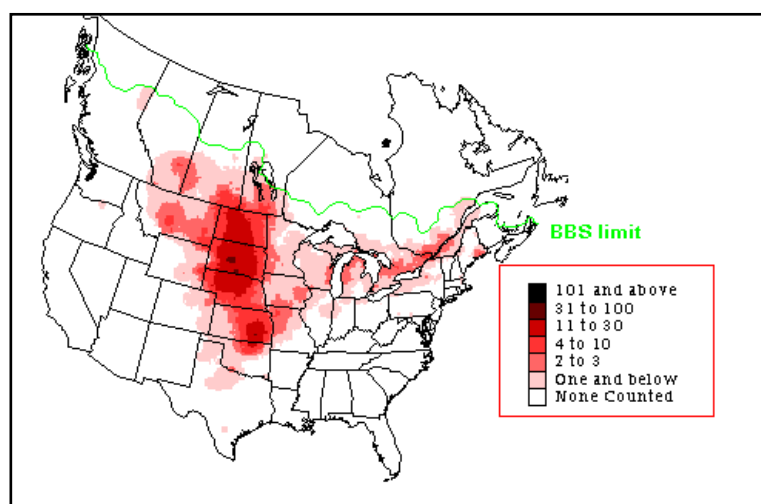 BBS limit
101 and above
31 to 100
11 to 30
4 to 10
2 to 3
One and below
None Counted